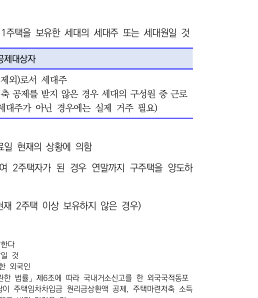 1주택을 보유한 세대의 세대주 또는 세대원일 것
공제대상자
제외)로서 세대주
축 공제를 받지 않은 경우 세대의 구성원 중 근로
세대주가 아닌 경우에는 실제 거주 필요)
료일 현재의 상황에 의함
여 2주택자가 된 경우 연말까지 구주택을 양도하
현재 2주택 이상 보유하지 않은 경우)
한다
일 것
한 외국인
관한 법률」 제6조에 따라 국내거소신고를 한 외국국적동포
이 주택임차차입금 원리금상환액 공제, 주택마련저축 소득